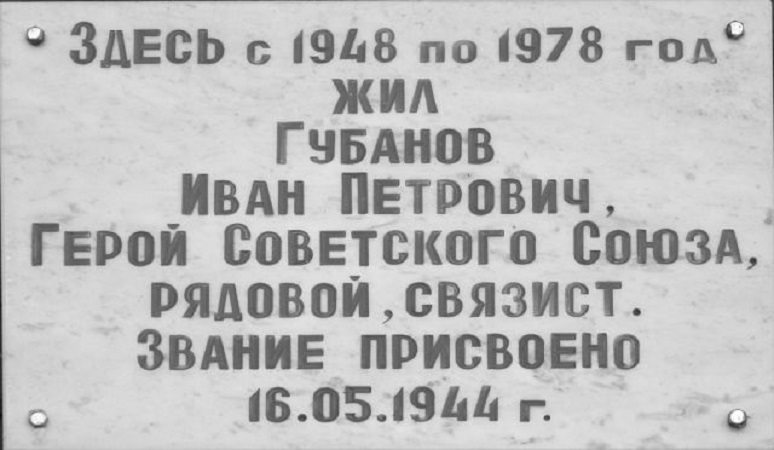 Здесь с 1948 по 1978 год
жил
Губанов
Иван Петрович,
Герой Советского Союза,
рядовой, связист.
Звание присвоено
16.05.1944 г.